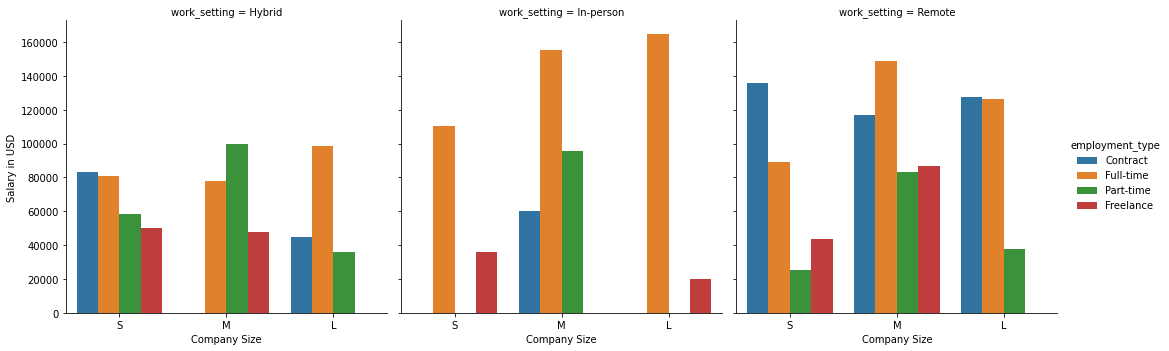 work_setting = Hybrid
work_setting = In-person
work_setting = Remote
160000
140000
120000
100000
80000
60000
40000
20000
0
Salary in USD
S
M
L
Company Size
S
M
L
Company Size
S
M
L
Company Size
employment_type
Contract
Full-time
Part-time
Freelance